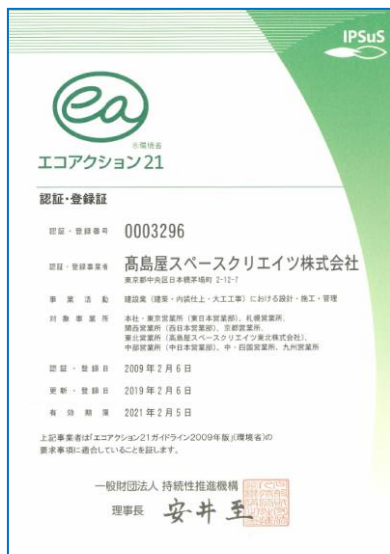 IPSuS
ea
®環境省
エコアクション21
認証・登録証
認証・登録番号 0003296
認証・登録事業者 髙島屋スペースクリエイツ株式会社
東京都中央区日本橋茅場町 2-12-7
事業活動 建設業（建築・内装仕上・大工工事）における設計・施工・管理
対象事業所 本社・東京営業所（東日本営業部）、札幌営業所、
関西営業所（西日本営業部）、京都営業所、
東北営業所（髙島屋スペースクリエイツ東北株式会社）、
中部営業所（中日本営業部）、中・四国営業所、九州営業所
認証・登録日 2009年2月6日
更新・登録日 2019年2月6日
有効期限 2021年2月5日
上記事業者は「エコアクション21ガイドライン2009年版」（環境省）の
要求事項に適合していることを証します。
一般財団法人 持続性推進機構
理事長 安井至